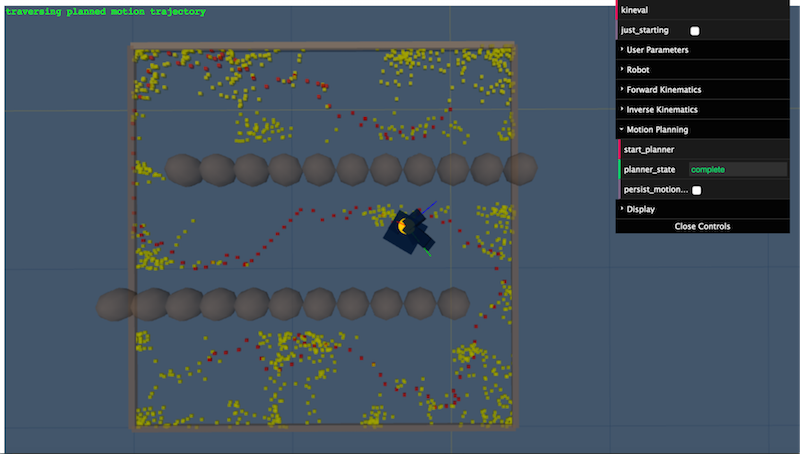 traversing planned motion trajectory
kineval
just_starting
User Parameters
Robot
Forward Kinematics
Inverse Kinematics
Motion Planning
start_planner
planner_state complete
persist_motion...
Display
Close Controls